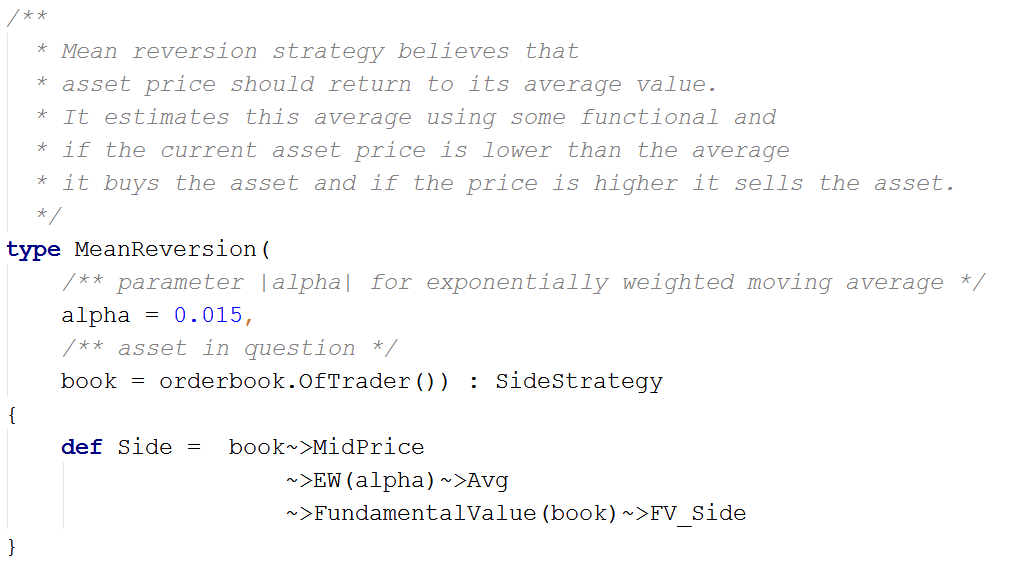 /**
  * Mean reversion strategy believes that
  * asset price should return to its average value.
  * It estimates this average using some functional and
  * if the current asset price is lower than the average
  * it buys the asset and if the price is higher it sells the asset.
  */
type MeanReversion(
    /** parameter |alpha| for exponentially weighted moving average */
    alpha = 0.015,
    /** asset in question */
    book = orderbook.OfTrader()) : SideStrategy
{
    def Side =  book~>MidPrice
                    ~>EW(alpha)~>Avg
                    ~>FundamentalValue(book)~>FV_Side
}